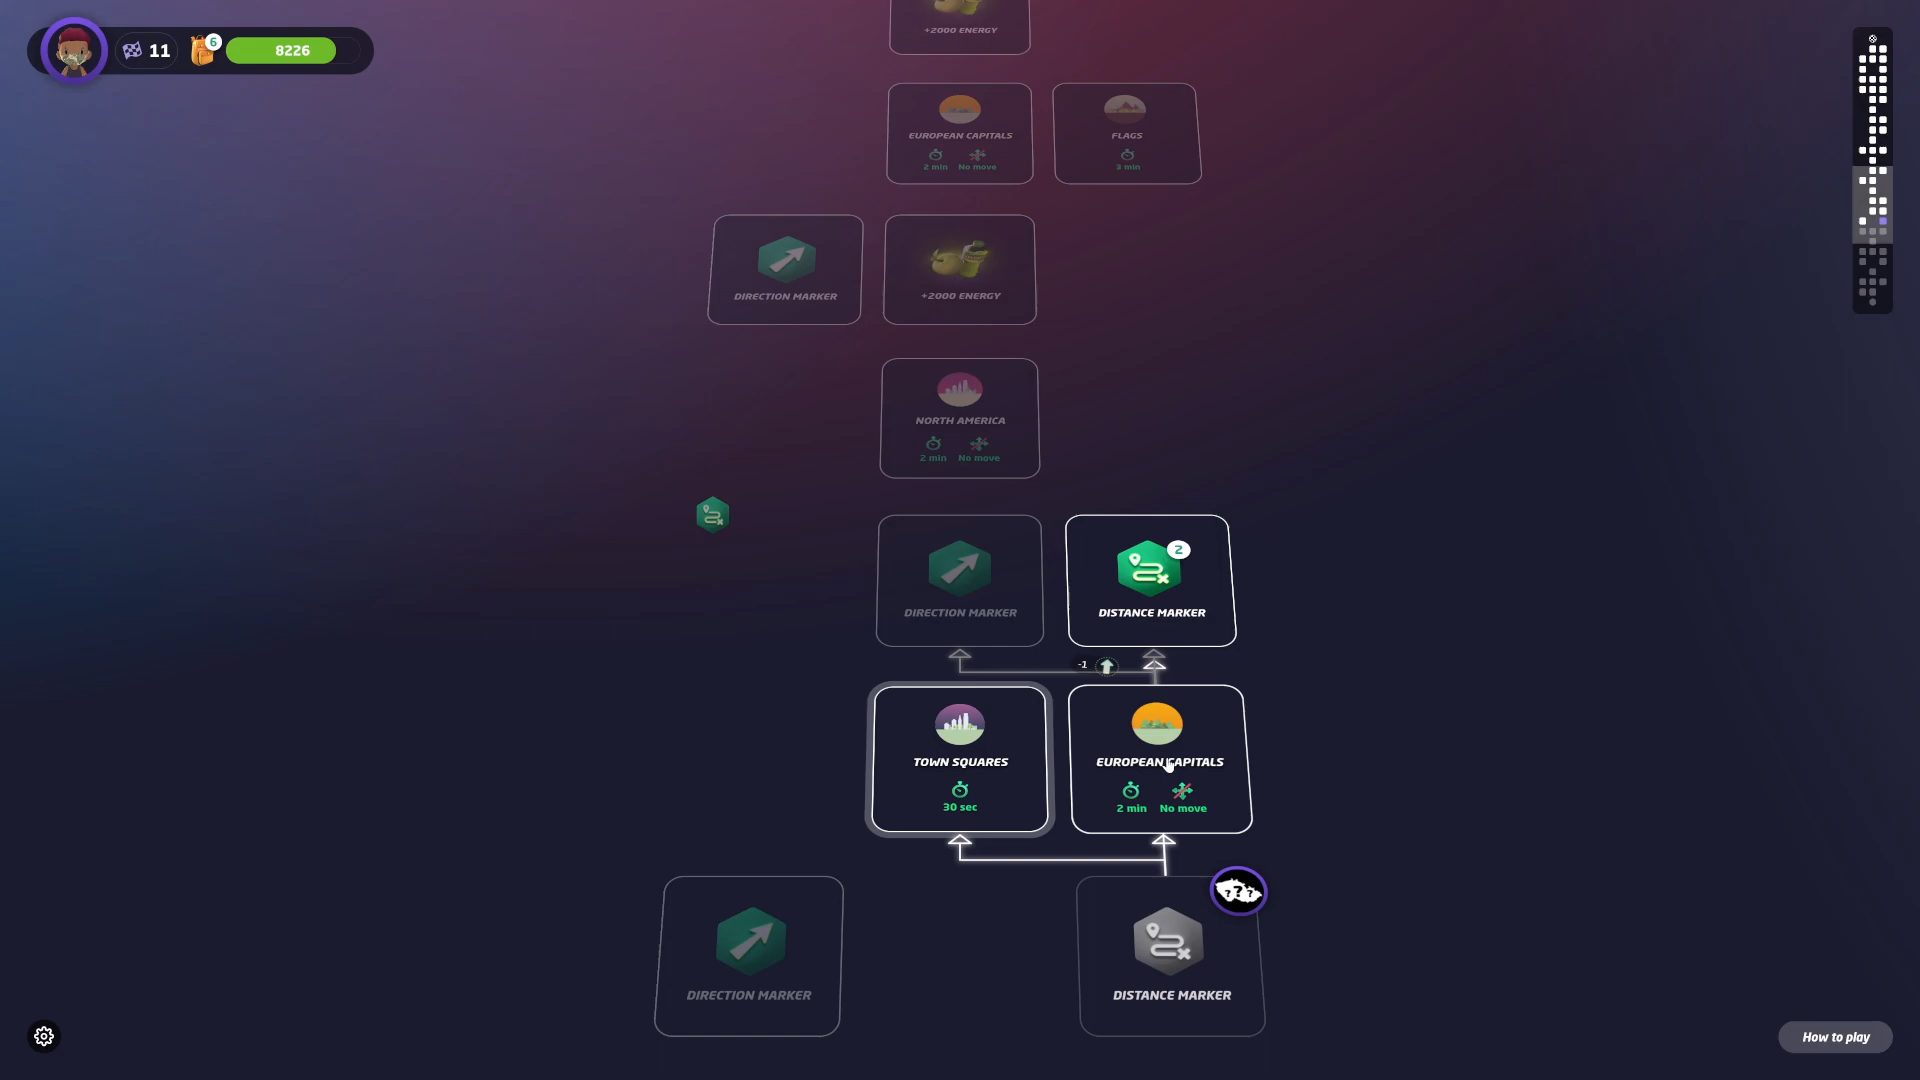 +2000 ENERGY
11
6
8226
EUROPEAN CAPITALS
2 min No move
FLAGS
3 min
DIRECTION MARKER
+2000 ENERGY
NORTH AMERICA
2 min No move
DIRECTION MARKER
2
DISTANCE MARKER
-1
TOWN SQUARES
30 sec
EUROPEAN CAPITALS
2 min No move
???
DIRECTION MARKER
DISTANCE MARKER
How to play